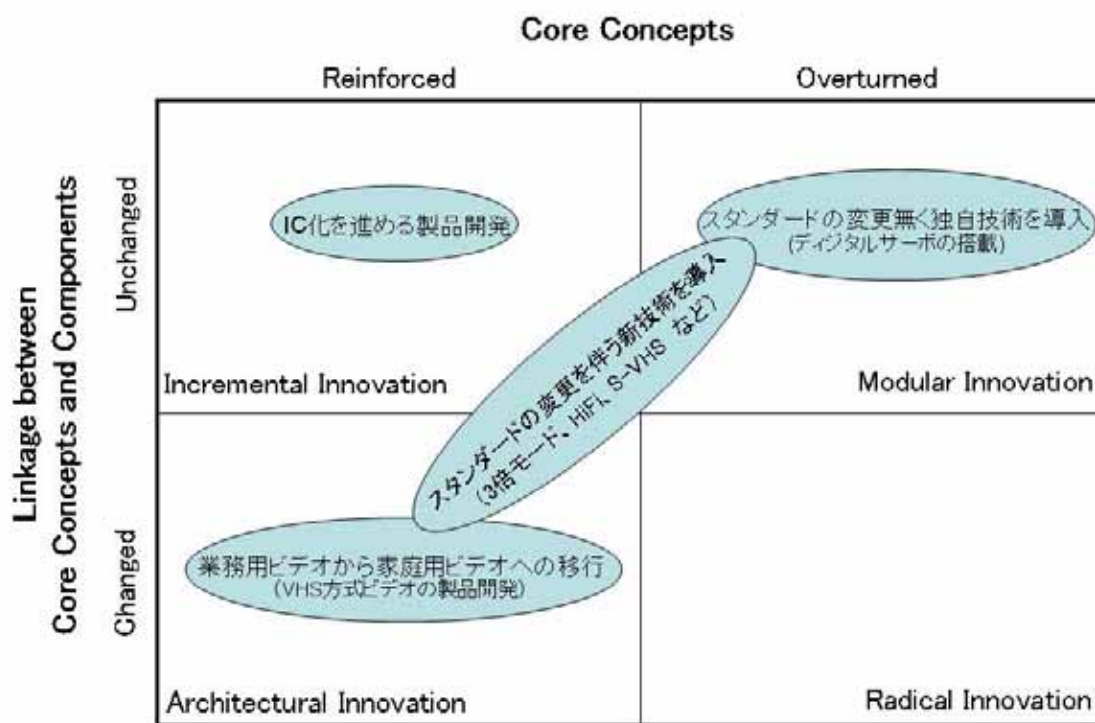 Core Concepts
Reinforced
Overturned
Linkage between
Core Concepts and Components
Unchanged
Changed
IC化を進める製品開発
スタンダードの変更無く独自技術を導入
(ディジタルサーボの搭載)
スタンダードの変更を伴う新技術を導入
(3倍モード、HiFi、S-VHS など)
Incremental Innovation
Modular Innovation
業務用ビデオから家庭用ビデオへの移行
(VHS方式ビデオの製品開発)
Architectural Innovation
Radical Innovation